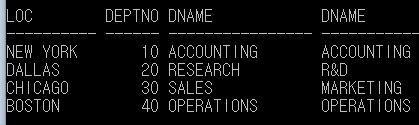 LOC DEPTNO DNAME DNAME
---------- ------- ---------------- ------------
NEW YORK 10 ACCOUNTING ACCOUNTING
DALLAS 20 RESEARCH R&D
CHICAGO 30 SALES MARKETING
BOSTON 40 OPERATIONS OPERATIONS